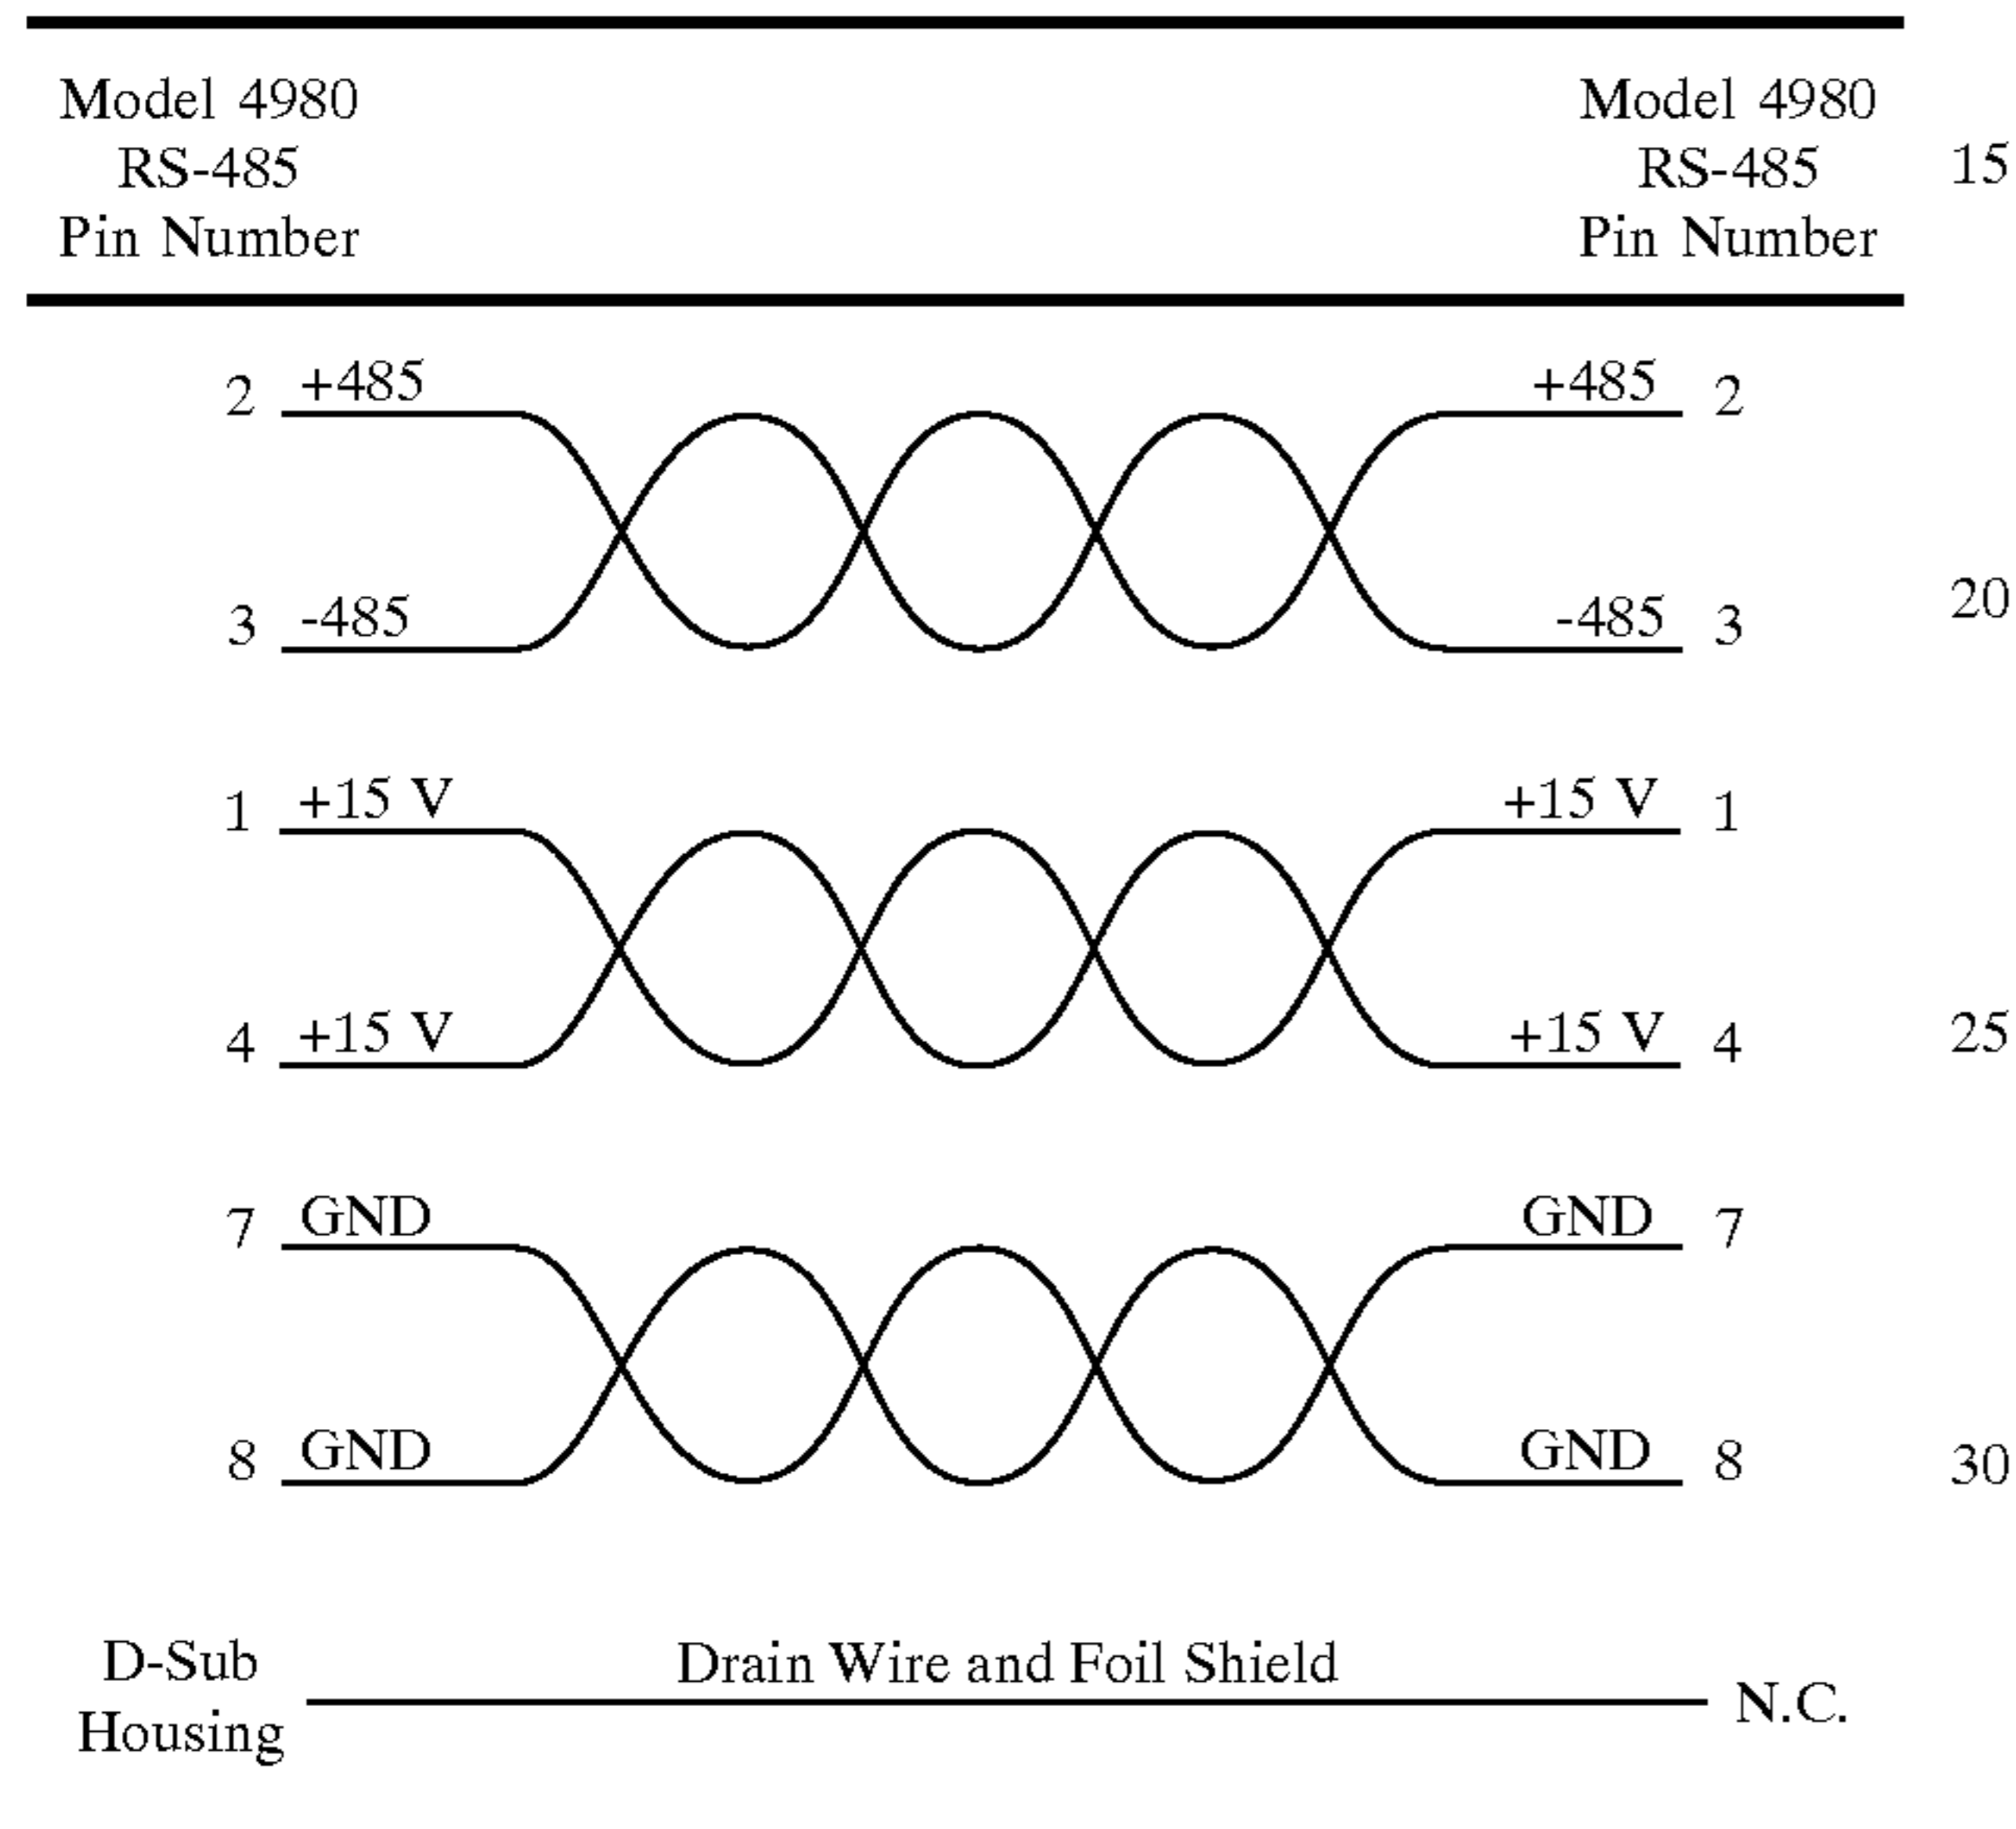 Model 4980 Model 4980
RS-485 RS-485 15
Pin Number Pin Number
2 +485 +485 2
3 -485 -485 3
20
1 +15 V +15 V 1
4 +15 V +15 V 4 25
7 GND GND 7
8 GND GND 8 30
D-Sub Drain Wire and Foil Shield
Housing N.C.